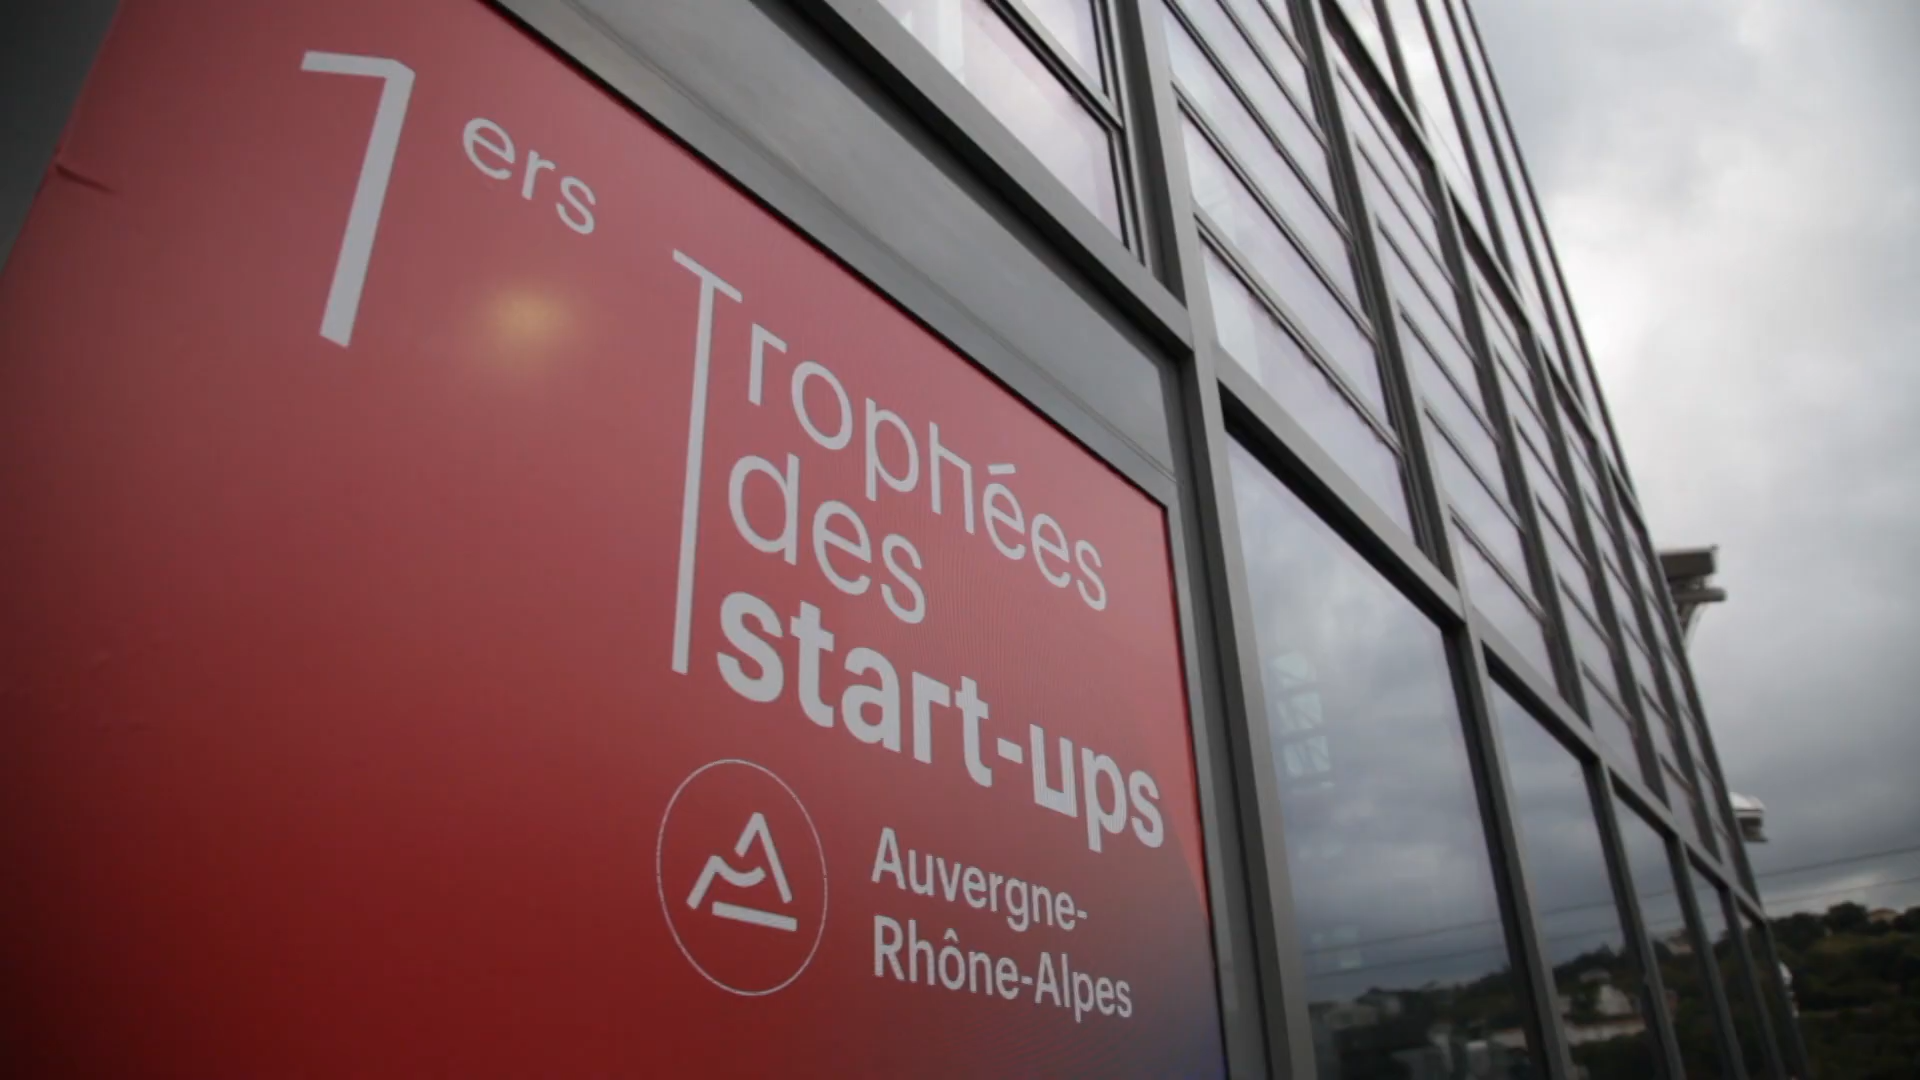 1ers
Trophées
des
start-ups
Auvergne-
Rhône-Alpes